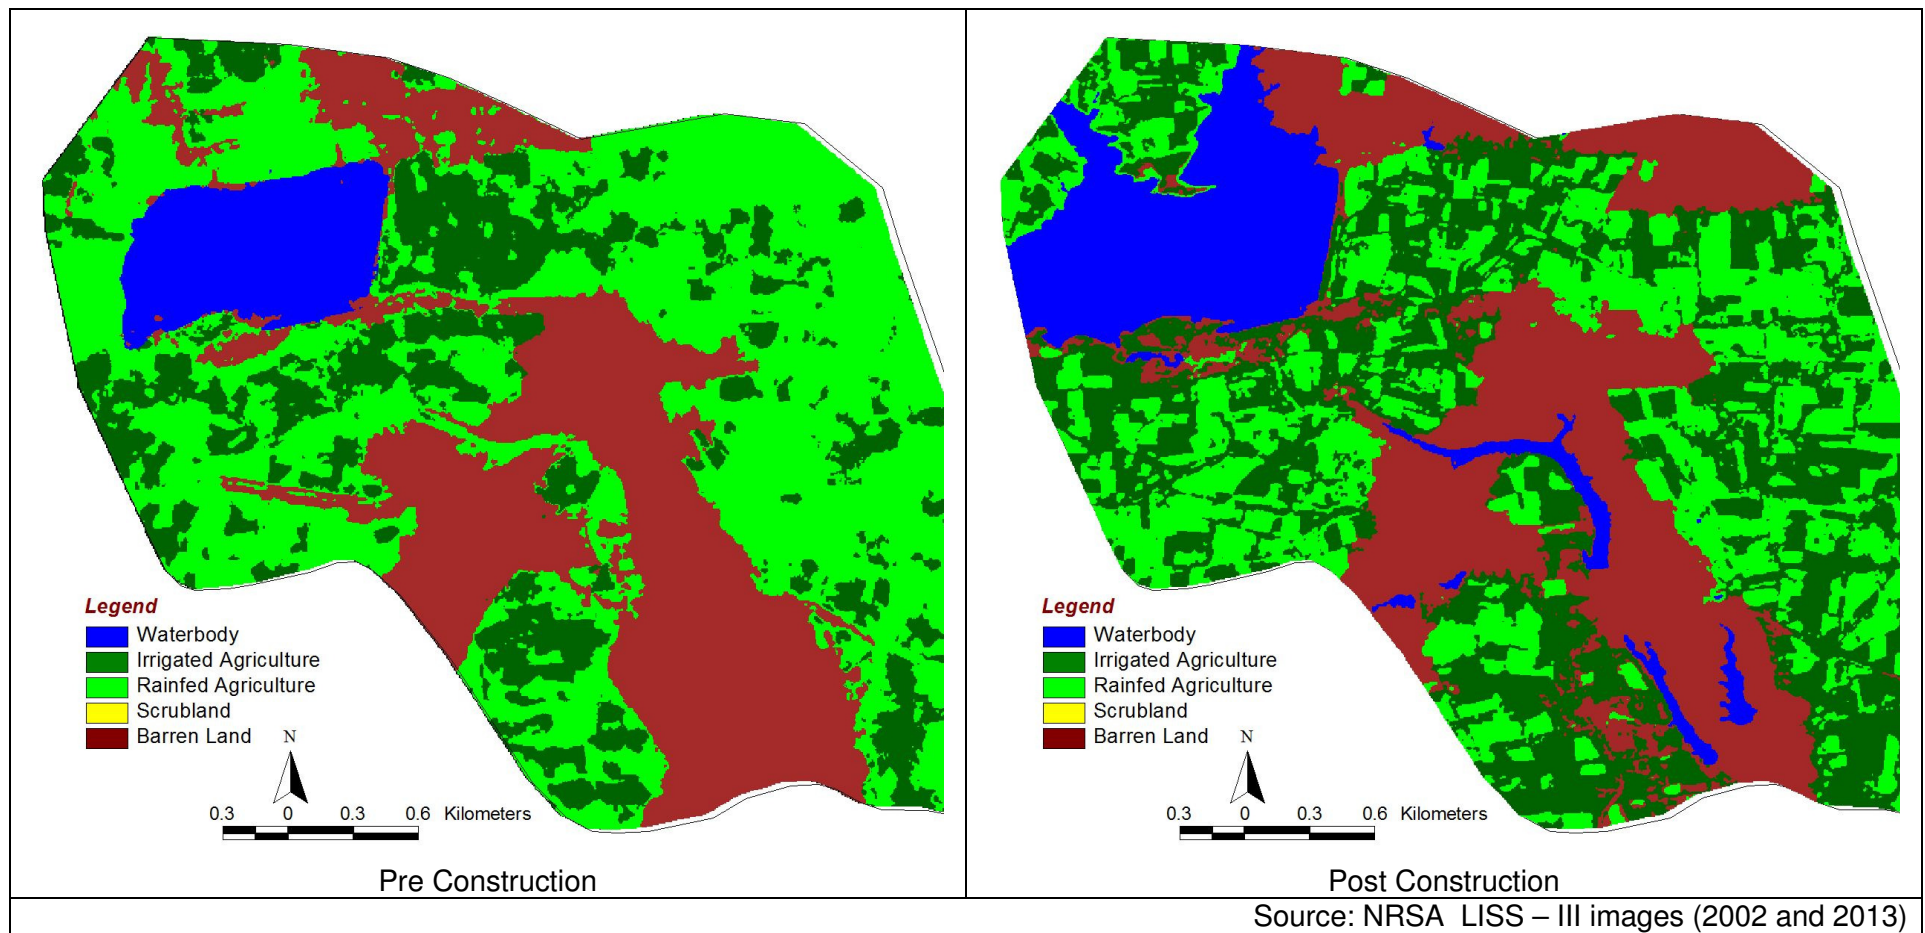 Legend
Waterbody
Irrigated Agriculture
Rainfed Agriculture
Scrubland
Barren Land
N
0.3 0 0.3 0.6 Kilometers
Pre Construction
Legend
Waterbody
Irrigated Agriculture
Rainfed Agriculture
Scrubland
Barren Land
N
0.3 0 0.3 0.6 Kilometers
Post Construction
Source: NRSA LISS – III images (2002 and 2013)